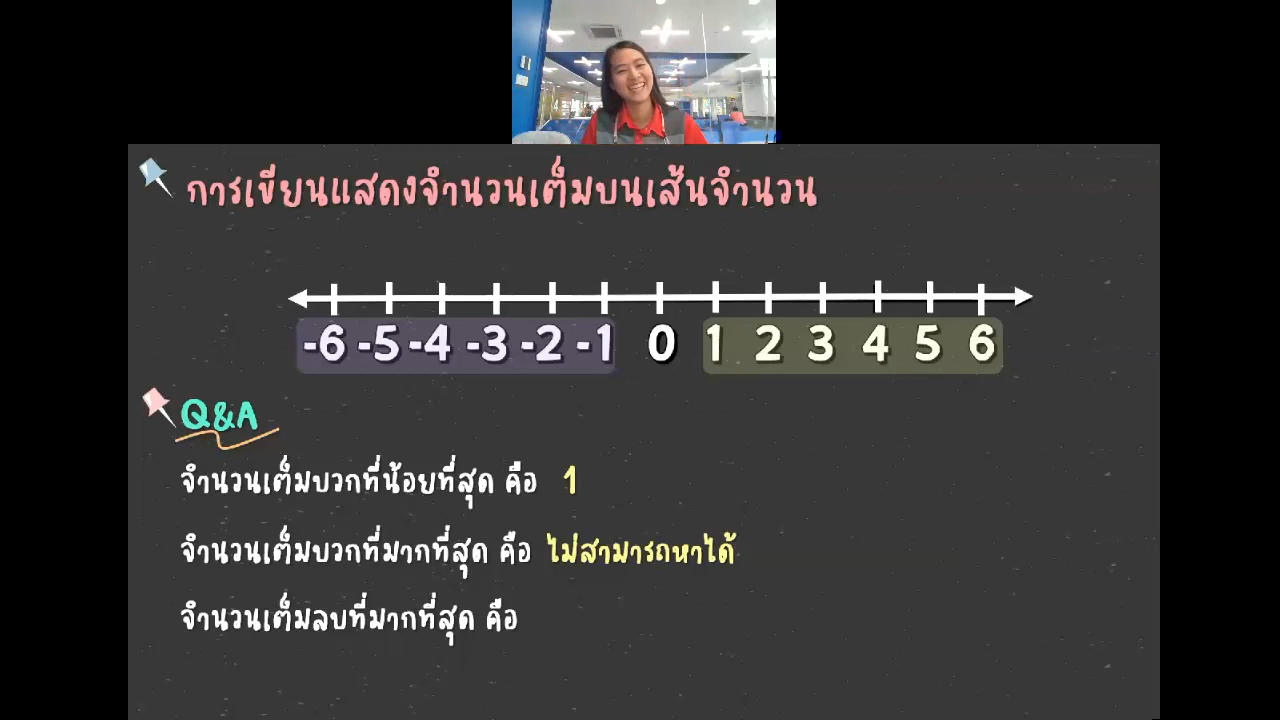 การเขียนแสดงจำนวนเต็มบนเส้นจำนวน
-6 -5 -4 -3 -2 -1 0 1 2 3 4 5 6
Q&A
จำนวนเต็มบวกที่น้อยที่สุด คือ 1
จำนวนเต็มบวกที่มากที่สุด คือ ไม่สามารถหาได้
จำนวนเต็มลบที่มากที่สุด คือ